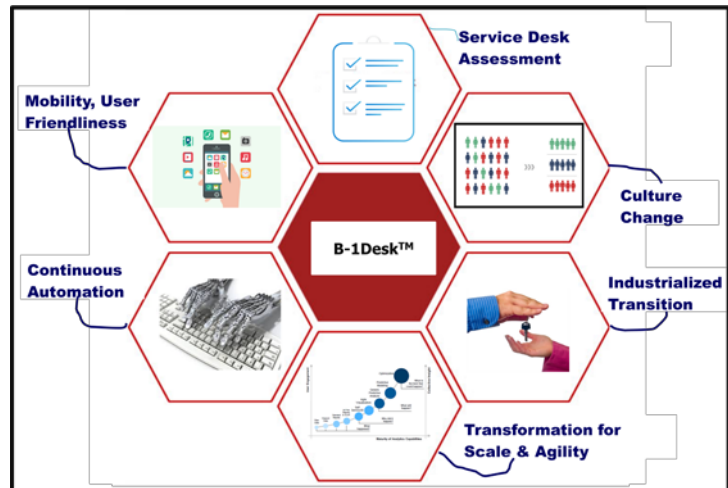 Service Desk
Assessment
Mobility, User
Friendliness
Culture
Change
B-1Desk™
Continuous
Automation
Industrialized
Transition
Transformation for
Scale & Agility